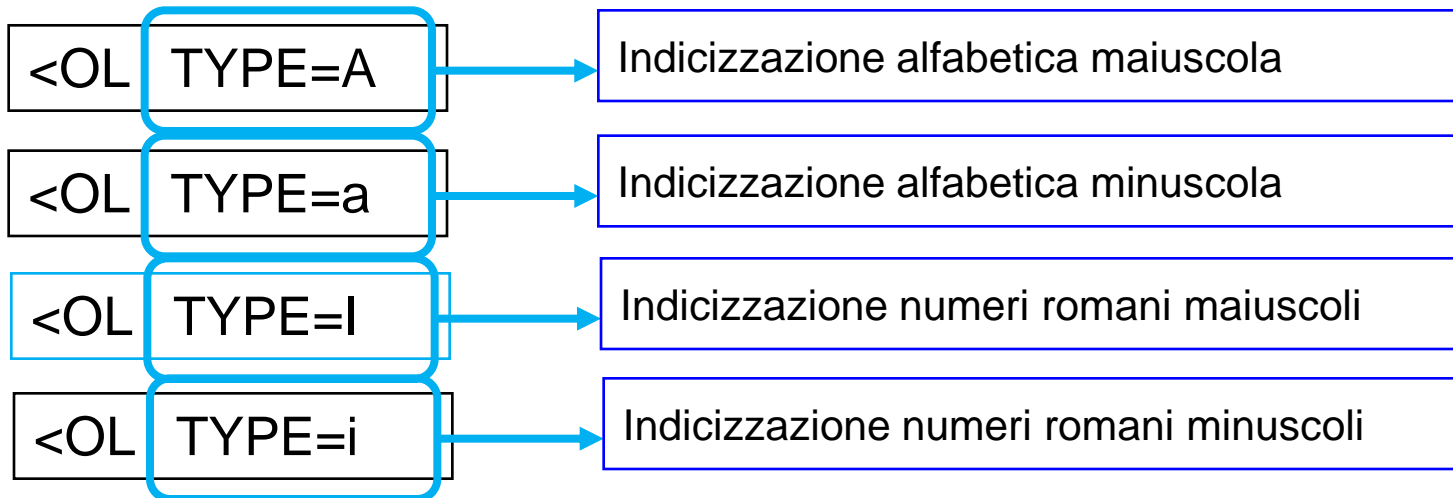 <OL TYPE=A Indicizzazione alfabetica maiuscola
<OL TYPE=a Indicizzazione alfabetica minuscola
<OL TYPE=I Indicizzazione numeri romani maiuscoli
<OL TYPE=i Indicizzazione numeri romani minuscoli